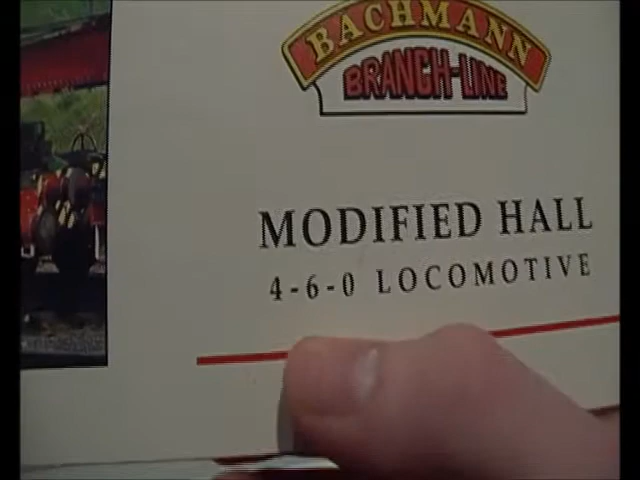 BACHMANN
BRANCH-LINE
MODIFIED HALL
4-6-0 LOCOMOTIVE